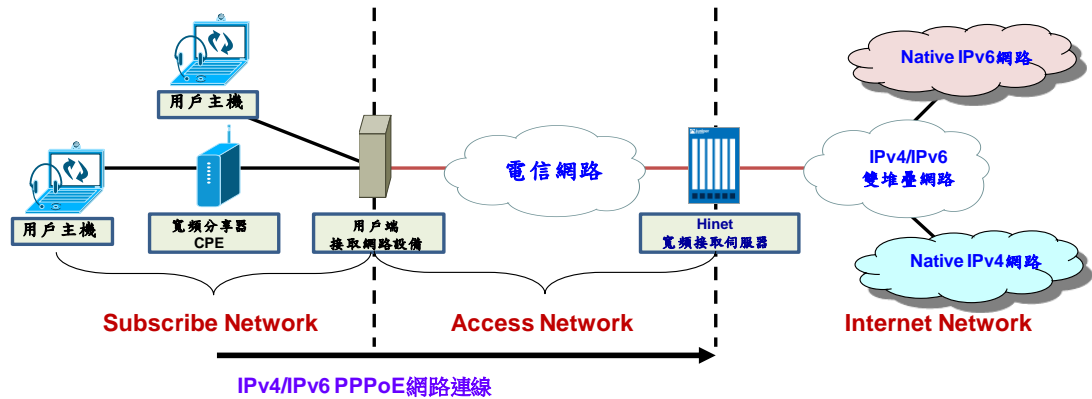 用戶主機
用戶主機
寬頻分享器
CPE
用戶端
接取網路設備
電信網路
Hinet
寬頻接取伺服器
Native IPv6網路
IPv4/IPv6
雙堆疊網路
Native IPv4網路
Subscribe Network
Access Network
Internet Network
IPv4/IPv6 PPPoE網路連線